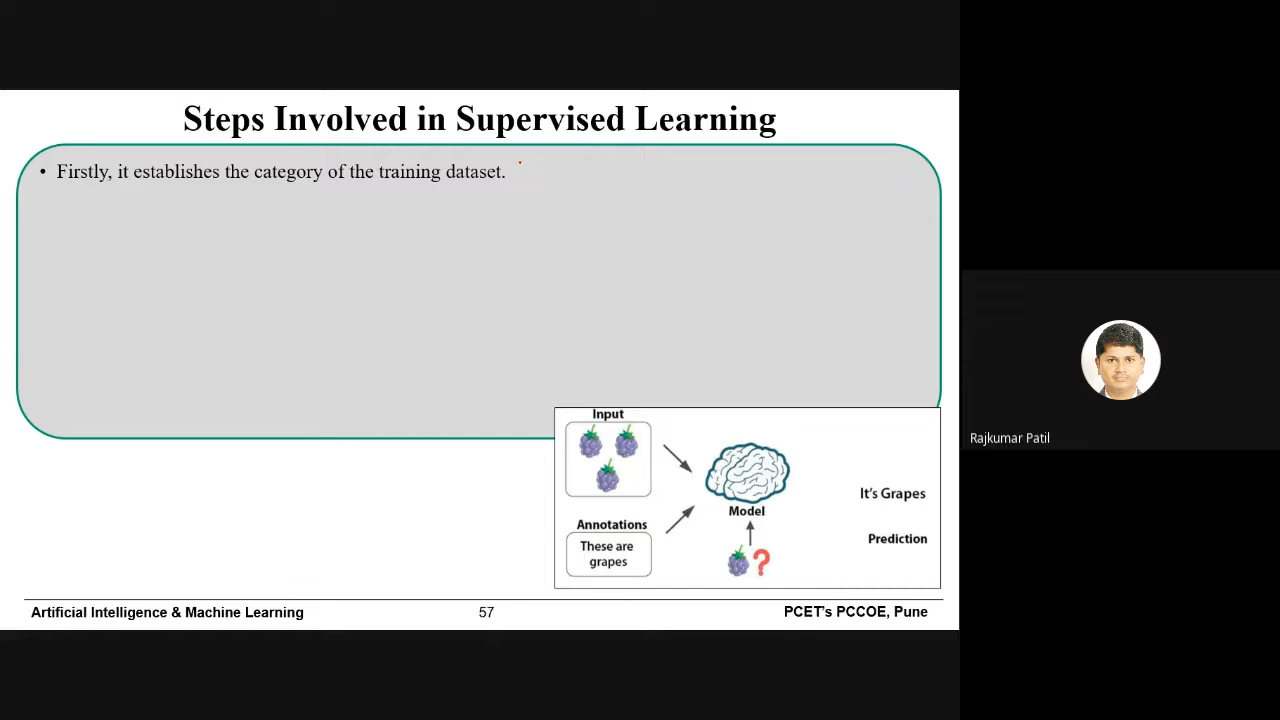 Steps Involved in Supervised Learning
• Firstly, it establishes the category of the training dataset.
Input
Annotations
These are
grapes
Model
?
It's Grapes
Prediction
Artificial Intelligence & Machine Learning
57
PCET's PCCOE, Pune
Rajkumar Patil